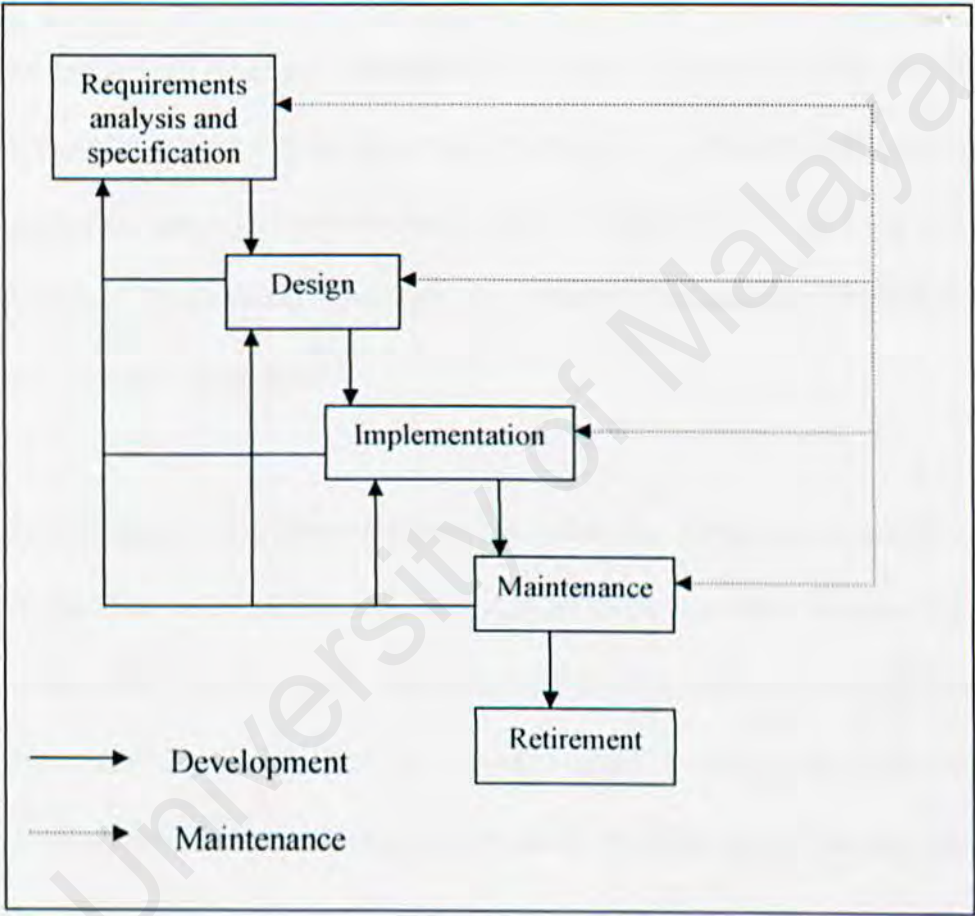 Requirements
analysis and
specification
Design
Implementation
Maintenance
Retirement
Development
Maintenance
University of Malaya